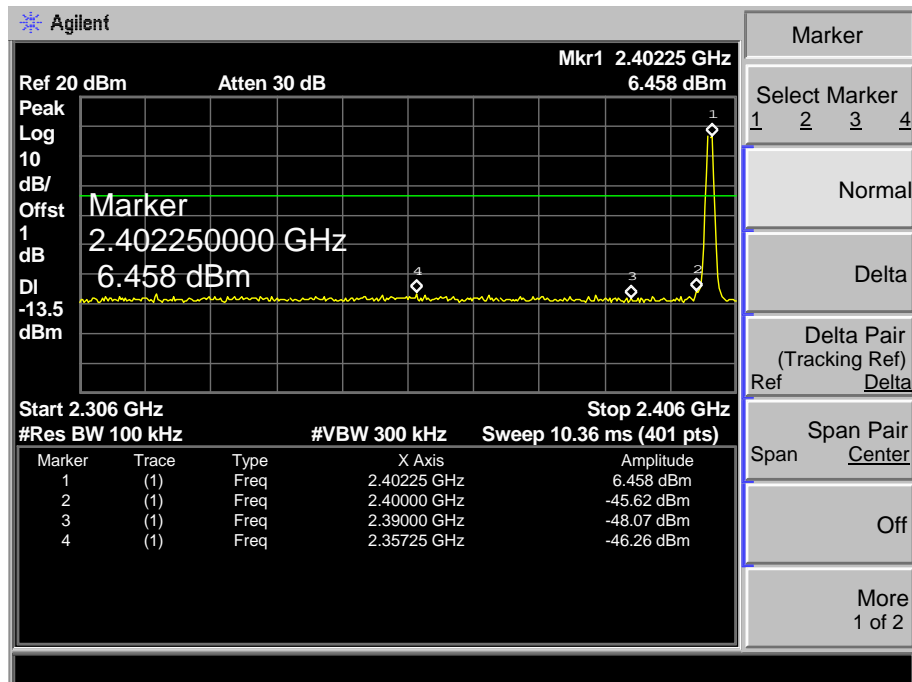 Agilent
Marker
Mkr1 2.40225 GHz
Ref 20 dBm Atten 30 dB 6.458 dBm
Peak
Log
10
dB/
Offst
1
dB
DI
-13.5
dBm
1
Marker
2.402250000 GHz
6.458 dBm
4
3
2
Start 2.306 GHz Stop 2.406 GHz
#Res BW 100 kHz #VBW 300 kHz Sweep 10.36 ms (401 pts)
Marker Trace Type X Axis Amplitude
1 (1) Freq 2.40225 GHz 6.458 dBm
2 (1) Freq 2.40000 GHz -45.62 dBm
3 (1) Freq 2.39000 GHz -48.07 dBm
4 (1) Freq 2.35725 GHz -46.26 dBm
Select Marker
1 2 3 4
Normal
Delta
Delta Pair
(Tracking Ref)
Ref Delta
Span Pair
Span Center
Off
More
1 of 2